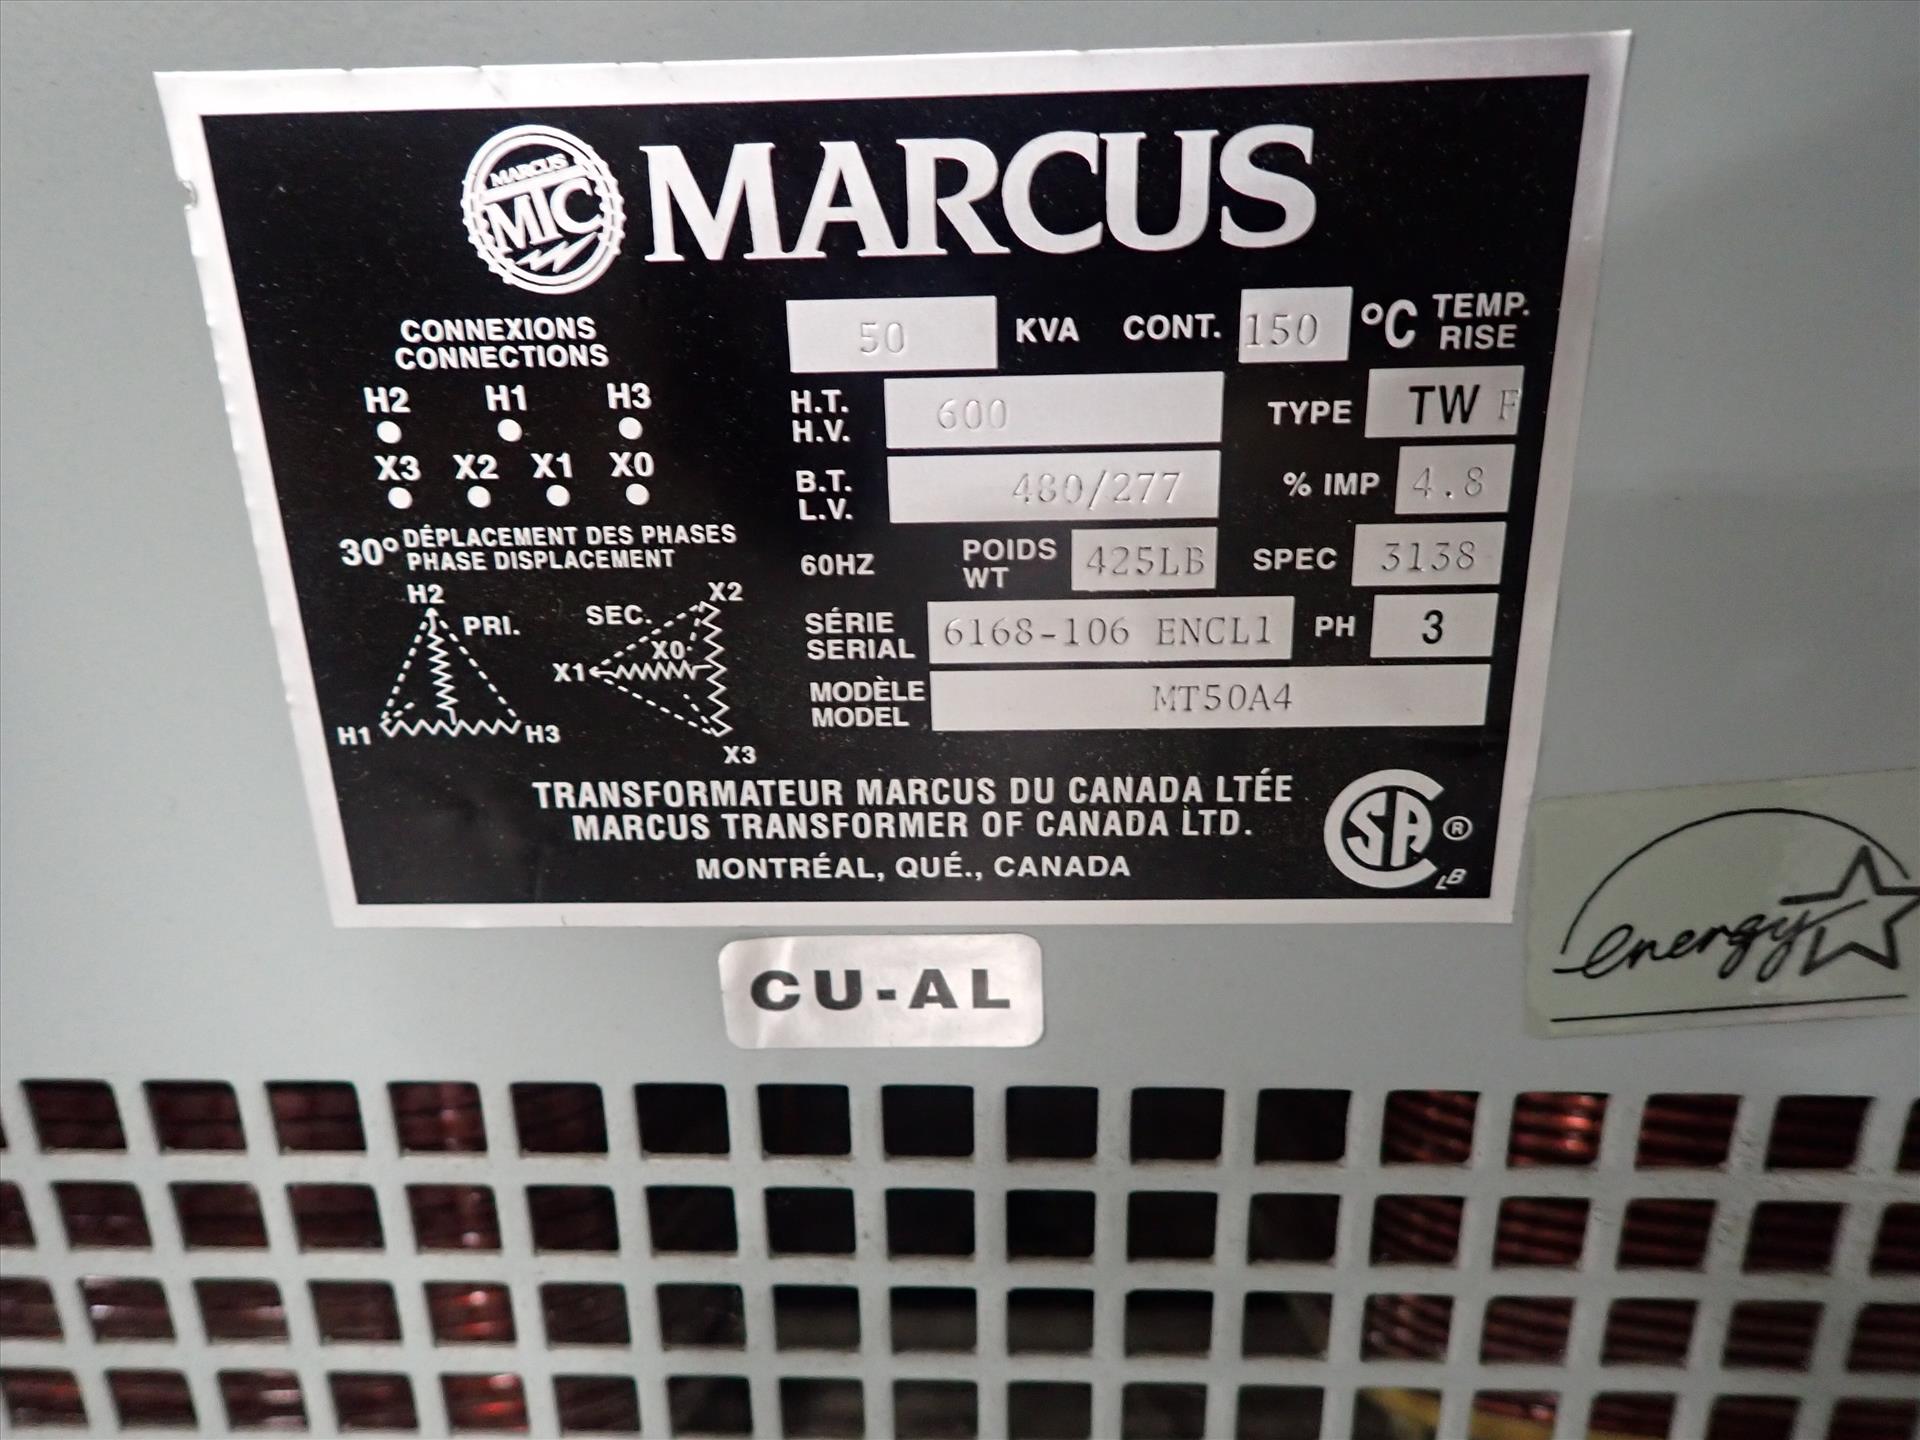 MARCUS
MTC
MARCUS
CONNEXIONS
CONNECTIONS
H2 H1 H3
X3 X2 X1 X0
30° DÉPLACEMENT DES PHASES
PHASE DISPLACEMENT
H2
PRI.
H1
H3
SEC.
X2
X0
X1
X3
50 KVA CONT. 150 °C TEMP. RISE
H.T.
H.V.
600
TYPE TW F
B.T.
L.V.
480/277
% IMP 4.8
60HZ
POIDS
WT
425LB
SPEC 3138
SÉRIE
SERIAL
6168-106 ENCL1
PH 3
MODÈLE
MODEL
MT50A4
TRANSFORMATEUR MARCUS DU CANADA LTÉE
MARCUS TRANSFORMER OF CANADA LTD.
MONTRÉAL, QUÉ., CANADA
CSA ®
LB
CU-AL
energy